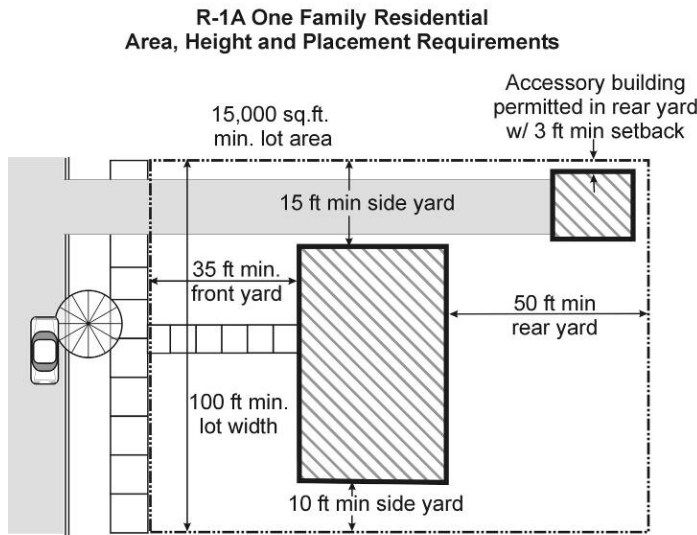 R-1A One Family Residential
Area, Height and Placement Requirements
Accessory building
permitted in rear yard
w/ 3 ft min setback
15,000 sq.ft.
min. lot area
15 ft min side yard
35 ft min.
front yard
50 ft min
rear yard
100 ft min.
lot width
10 ft min side yard